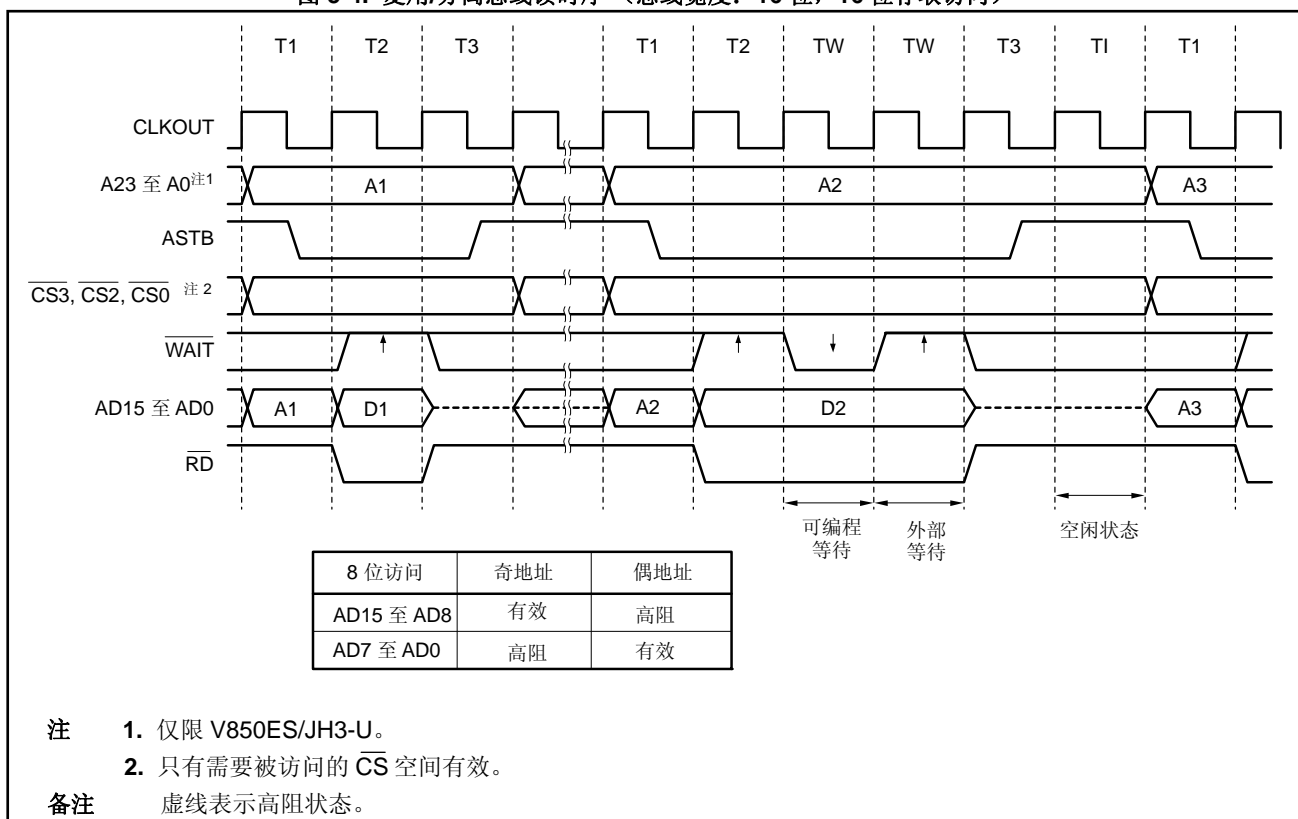 T1 T2 T3 T1 T2 TW TW T3 TI T1
CLKOUT
A23 至 A0注1 A1 A2 A3
ASTB
CS3, CS2, CS0 注 2
WAIT
AD15 至 AD0 A1 D1 A2 D2 A3
RD
可编程 外部 空闲状态
等待 等待
8 位访问 奇地址 偶地址
AD15 至 AD8 有效 高阻
AD7 至 AD0 高阻 有效
注 1. 仅限 V850ES/JH3-U。
2. 只有需要被访问的 CS 空间有效。
备注 虚线表示高阻状态。